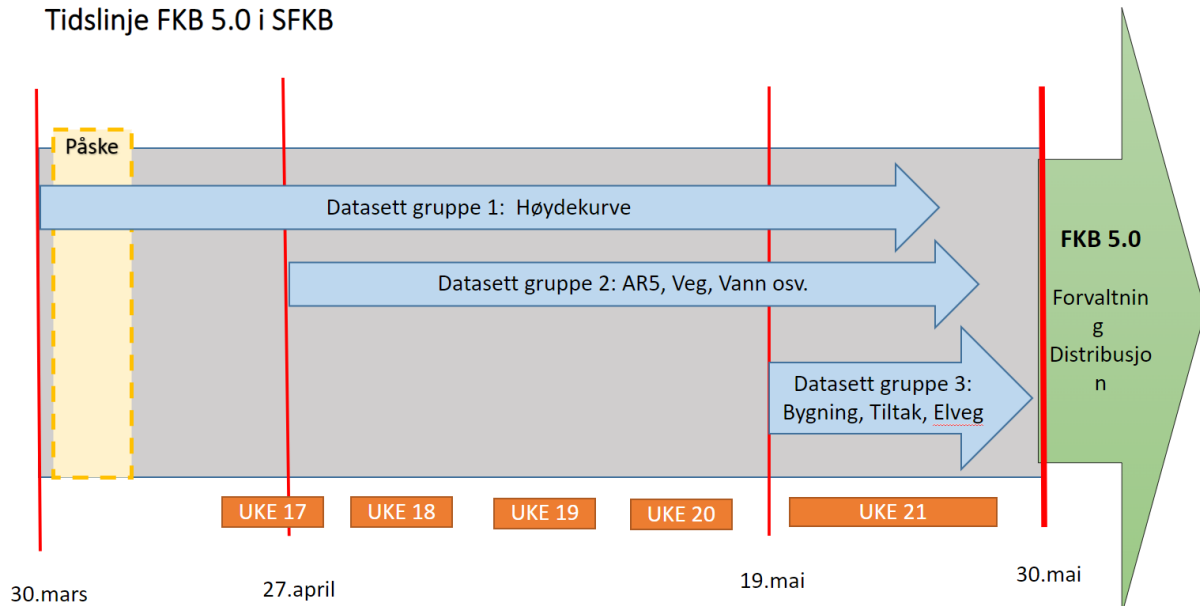 Tidslinje FKB 5.0 i SFKB
Påske
Datasett gruppe 1:  Høydekurve
Datasett gruppe 2: AR5, Veg, Vann osv.
Datasett gruppe 3:
Bygning, Tiltak, Elveg
FKB 5.0
Forvaltnin
g
Distribusjo
n
UKE 17
UKE 18
UKE 19
UKE 20
UKE 21
30.mars
27.april
19.mai
30.mai